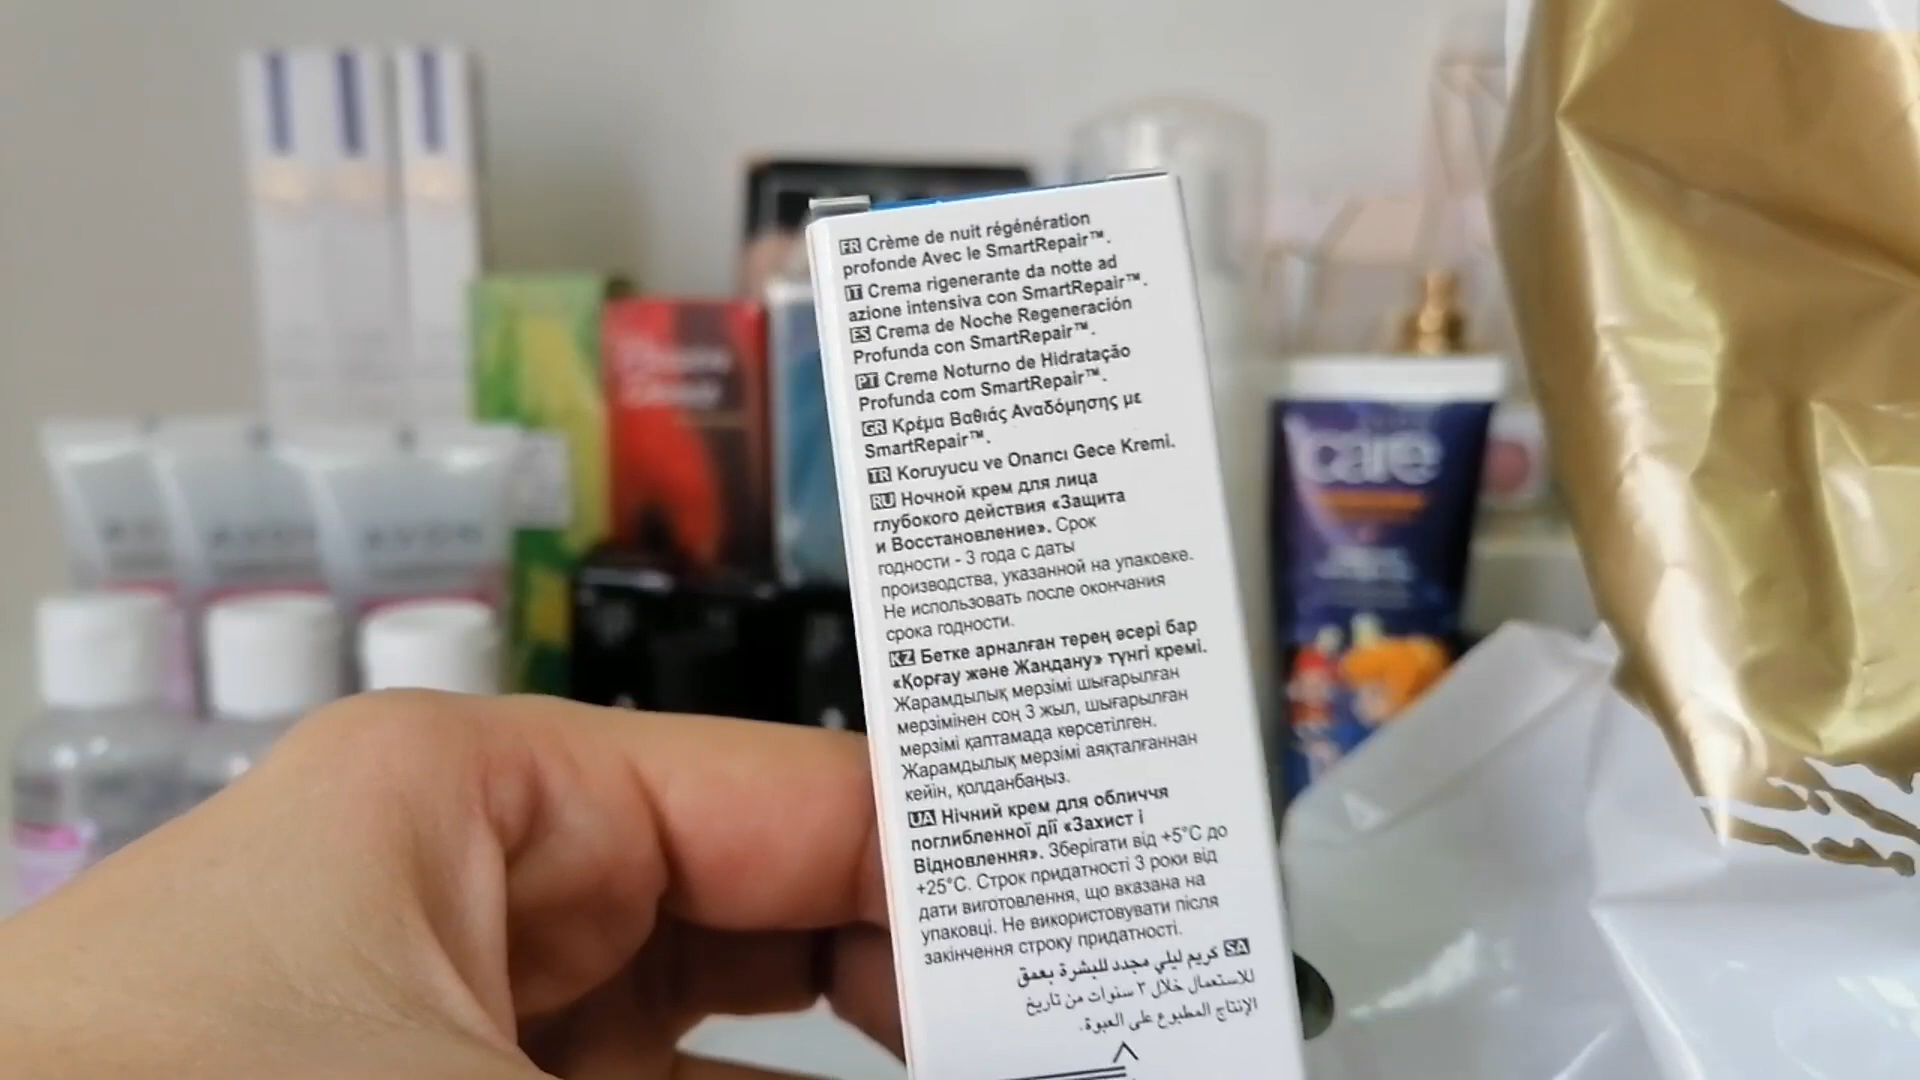 FR Crème de nuit régénération
profonde Avec le SmartRepair™.
IT Crema rigenerante da notte ad
azione intensiva con SmartRepair™.
ES Crema de Noche Regeneración
Profunda con SmartRepair™.
PT Creme Noturno de Hidratação
Profunda com SmartRepair™.
GR Κρέμα Βαθιάς Αναδόμησης με
SmartRepair™.
TR Koruyucu ve Onarıcı Gece Kremi.
RU Ночной крем для лица
глубокого действия «Защита
и Восстановление». Срок
годности - 3 года с даты
производства, указанной на упаковке.
Не использовать после окончания
срока годности.
KZ Бетке арналған терең әсері бар
«Қорғау және Жандану» түнгі кремі.
Жарамдылық мерзімі шығарылған
мерзімінен соң 3 жыл, шығарылған
мерзімі қаптамада көрсетілген.
Жарамдылық мерзімі аяқталғаннан
кейін, қолданбаңыз.
UA Нічний крем для обличчя
поглибленної дії «Захист і
Відновлення». Зберігати від +5°C до
+25°C. Строк придатності 3 роки від
дати виготовлення, що вказана на
упаковці. Не використовувати після
закінчення строку придатності.
SA كريم ليلي مجدد للبشرة بعمق
للاستعمال خلال ٣ سنوات من تاريخ
الإنتاج المطبوع على العبوة.
care